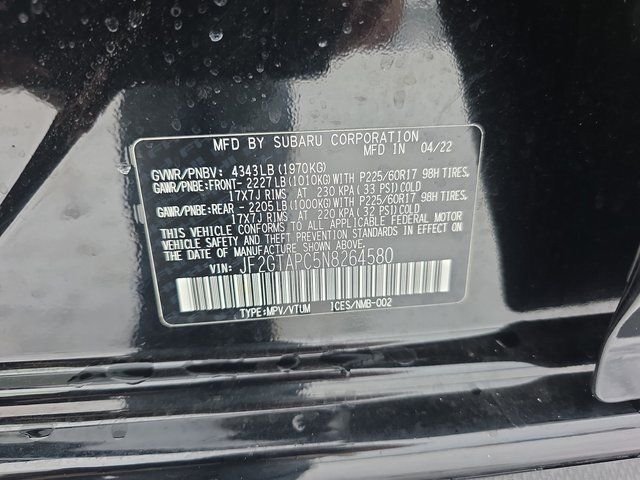 MFD BY SUBARU CORPORATION
MFD IN 04/22
GVWR/PNBV: 4343LB (1970KG)
GAWR/PNBE:FRONT- 2227LB (1010KG) WITH P225/60R17 98H TIRES,
17X7J RIMS, AT 230 KPA (33 PSI) COLD
GAWR/PNBE:REAR - 2205LB (1000KG) WITH P225/60R17 98H TIRES,
17X7J RIMS, AT 220 KPA (32 PSI) COLD
THIS VEHICLE CONFORMS TO ALL APPLICABLE FEDERAL MOTOR
VEHICLE SAFETY AND THEFT PREVENTION STANDARDS IN EFFECT ON
THE DATE OF MANUFACTURE SHOWN ABOVE.
VIN: JF2GTAPC5N8264580
TYPE:MPV/VTUM ICES/NMB-002